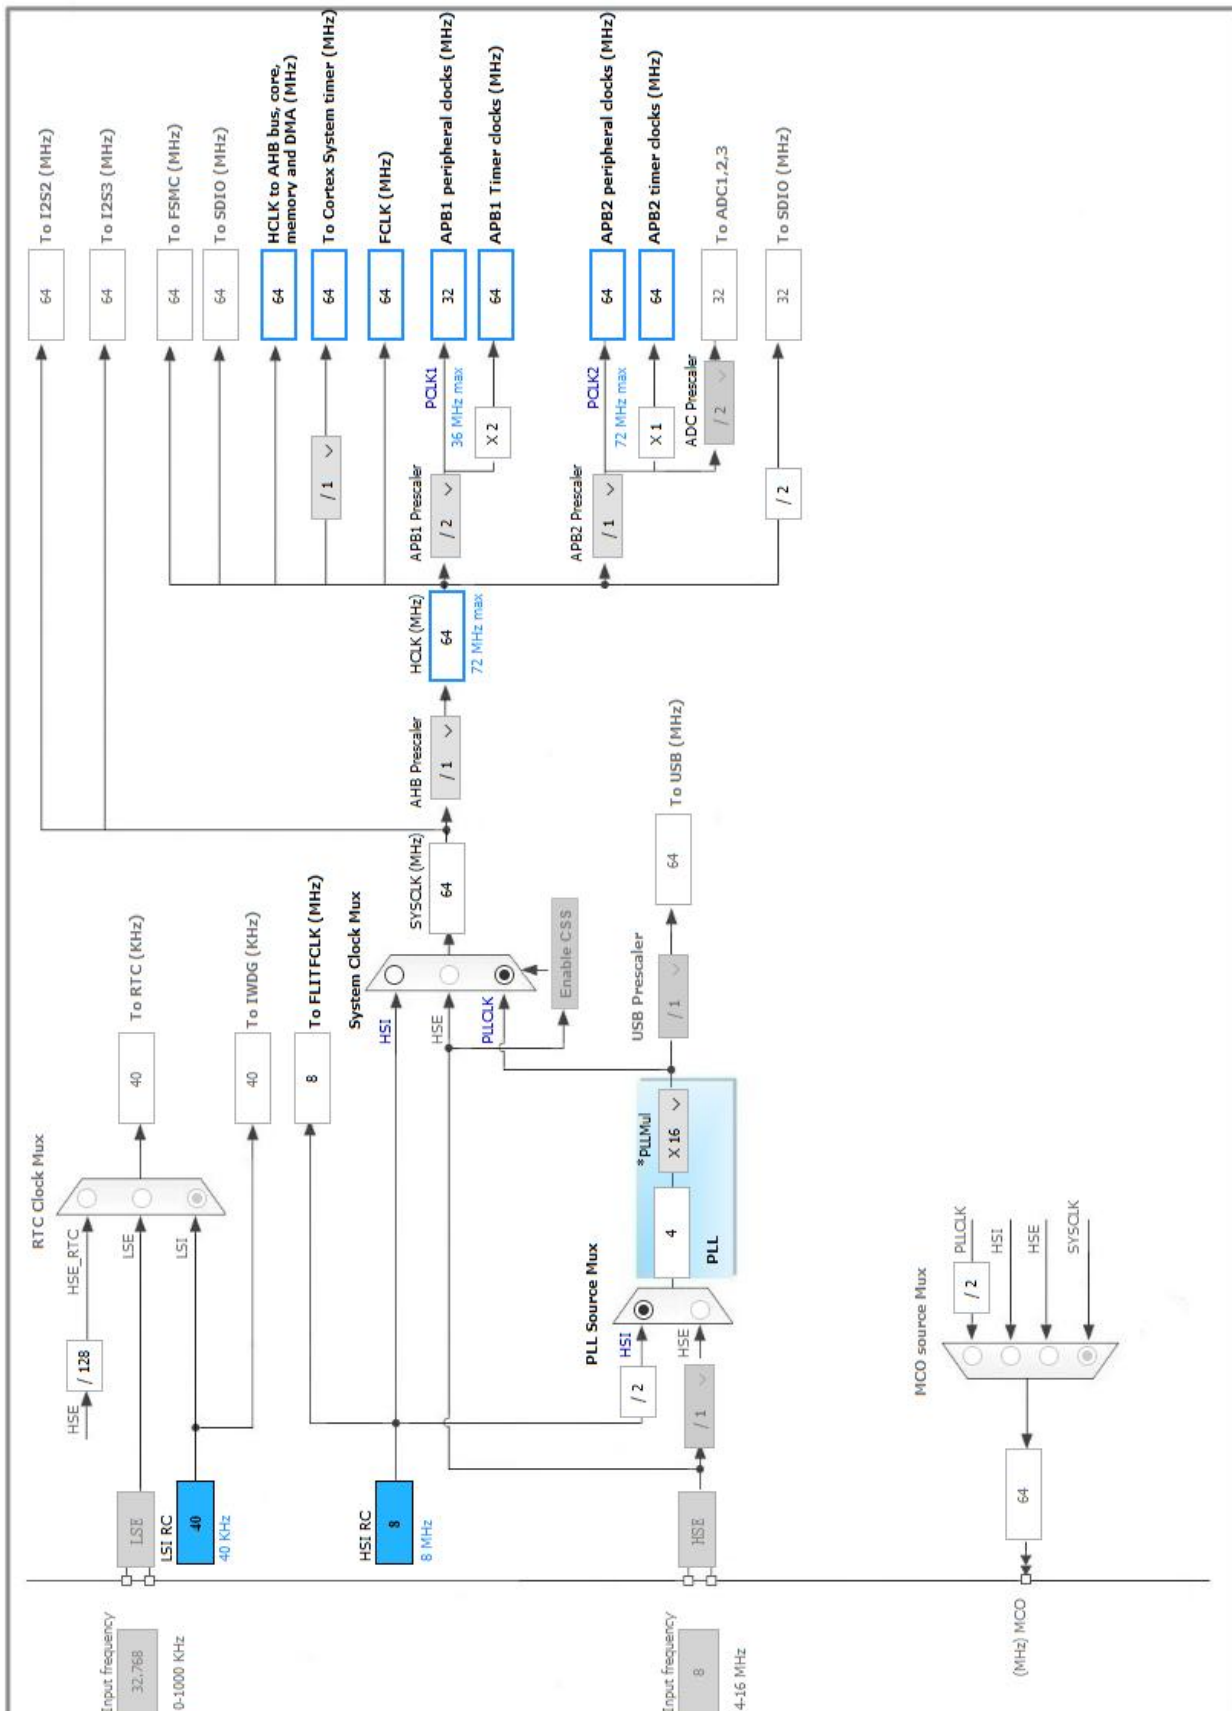 Input frequency
32.768
0-1000 KHz
LSE
LSI RC
40
40 KHz
HSE
/ 128
HSE_RTC
LSE
LSI
RTC Clock Mux
40
To RTC (KHz)
40
To IWDG (KHz)
8
To FLITFCLK (MHz)
HSI RC
8
8 MHz
Input frequency
8
4-16 MHz
HSE
/ 2
/ 1
HSI
HSE
PLL Source Mux
4
*PLLMul
X 16
PLL
USB Prescaler
/ 1
64
To USB (MHz)
System Clock Mux
HSI
HSE
PLLCLK
Enable CSS
SYSCLK (MHz)
64
AHB Prescaler
/ 1
HCLK (MHz)
64
72 MHz max
64
To I2S2 (MHz)
64
To I2S3 (MHz)
64
To FSMC (MHz)
64
To SDIO (MHz)
64
HCLK to AHB bus, core,
memory and DMA (MHz)
/ 1
64
To Cortex System timer (MHz)
64
FCLK (MHz)
APB1 Prescaler
/ 2
PCLK1
36 MHz max
32
APB1 peripheral clocks (MHz)
X 2
64
APB1 Timer clocks (MHz)
APB2 Prescaler
/ 1
PCLK2
72 MHz max
64
APB2 peripheral clocks (MHz)
X 1
64
APB2 timer clocks (MHz)
ADC Prescaler
/ 2
32
To ADC1,2,3
/ 2
32
To SDIO (MHz)
MCO source Mux
PLLCLK
/ 2
HSI
HSE
SYSCLK
64
(MHz) MCO